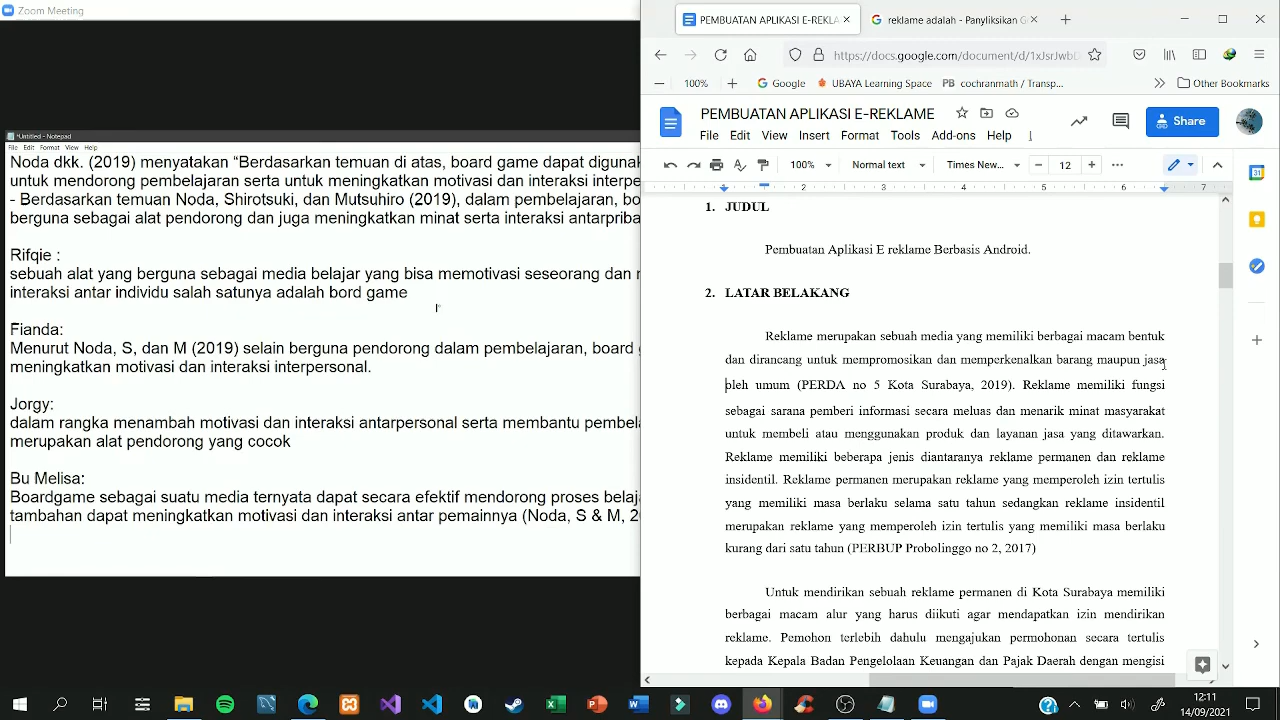 Zoom Meeting
*Untitled - Notepad
File Edit Format View Help
Noda dkk. (2019) menyatakan “Berdasarkan temuan di atas, board game dapat digunak
untuk mendorong pembelajaran serta untuk meningkatkan motivasi dan interaksi interpe
- Berdasarkan temuan Noda, Shirotsuki, dan Mutsuhiro (2019), dalam pembelajaran, bo
berguna sebagai alat pendorong dan juga meningkatkan minat serta interaksi antarpriba
Rifqie :
sebuah alat yang berguna sebagai media belajar yang bisa memotivasi seseorang dan
interaksi antar individu salah satunya adalah bord game
Fianda:
Menurut Noda, S, dan M (2019) selain berguna pendorong dalam pembelajaran, board
meningkatkan motivasi dan interaksi interpersonal.
Jorgy:
dalam rangka menambah motivasi dan interaksi antarpersonal serta membantu pembel
merupakan alat pendorong yang cocok
Bu Melisa:
Boardgame sebagai suatu media ternyata dapat secara efektif mendorong proses belaj
tambahan dapat meningkatkan motivasi dan interaksi antar pemainnya (Noda, S & M, 2
PEMBUATAN APLIKASI E-REKLA
reklame adalah - Panyliksikan G
https://docs.google.com/document/d/1xJsrJwb
100% Google UBAYA Learning Space PB cochranmath / Transp... Other Bookmarks
PEMBUATAN APLIKASI E-REKLAME
File Edit View Insert Format Tools Add-ons Help
Share
100% Normal text Times New... 12
3 4 5 6 7
1. JUDUL
Pembuatan Aplikasi E reklame Berbasis Android.
2. LATAR BELAKANG
Reklame merupakan sebuah media yang memiliki berbagai macam bentuk
dan dirancang untuk mempromosikan dan memperkenalkan barang maupun jasa
oleh umum (PERDA no 5 Kota Surabaya, 2019). Reklame memiliki fungsi
sebagai sarana pemberi informasi secara meluas dan menarik minat masyarakat
untuk membeli atau menggunakan produk dan layanan jasa yang ditawarkan.
Reklame memiliki beberapa jenis diantaranya reklame permanen dan reklame
insidentil. Reklame permanen merupakan reklame yang memperoleh izin tertulis
yang memiliki masa berlaku selama satu tahun sedangkan reklame insidentil
merupakan reklame yang memperoleh izin tertulis yang memiliki masa berlaku
kurang dari satu tahun (PERBUP Probolinggo no 2, 2017)
Untuk mendirikan sebuah reklame permanen di Kota Surabaya memiliki
berbagai macam alur yang harus diikuti agar mendapatkan izin mendirikan
reklame. Pemohon terlebih dahulu mengajukan permohonan secara tertulis
kepada Kepala Badan Pengelolaan Keuangan dan Pajak Daerah dengan mengisi
12:11
14/09/2021